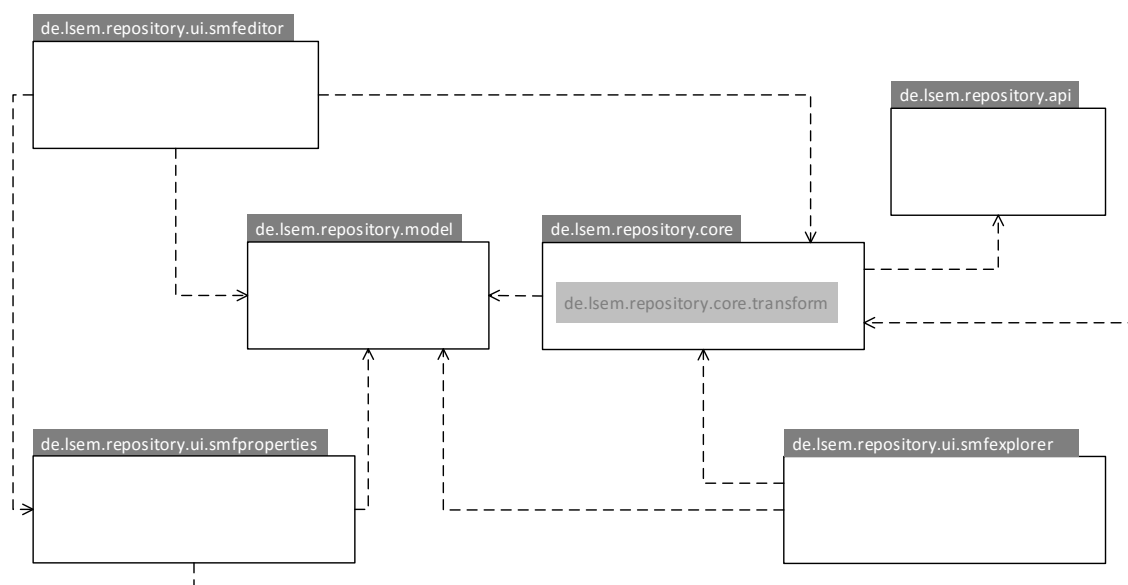 de.lsem.repository.ui.smfeditor
de.lsem.repository.api
de.lsem.repository.model
de.lsem.repository.core
de.lsem.repository.core.transform
de.lsem.repository.ui.smfproperties
de.lsem.repository.ui.smfexplorer